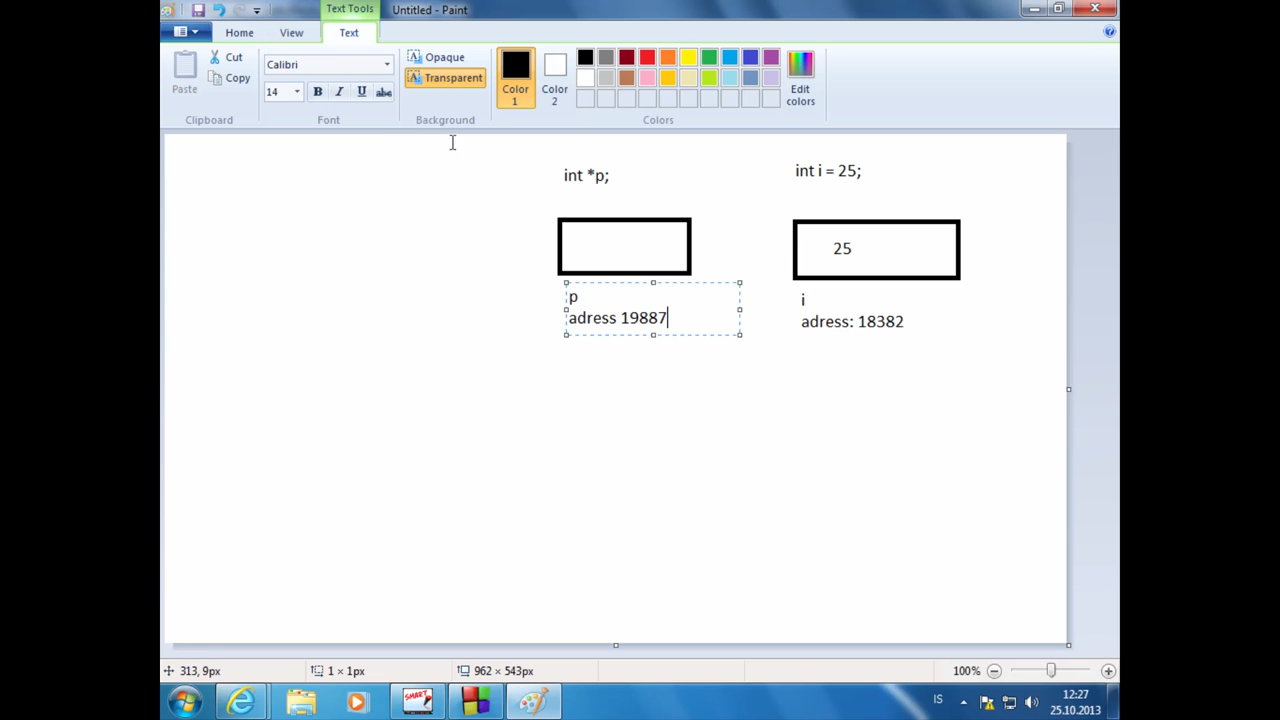 Text Tools
Untitled - Paint
Home
View
Text
Paste
Cut
Copy
Clipboard
Calibri
14
B I U abc
Font
Opaque
Transparent
Background
Color 1
Color 2
Edit colors
Colors
int *p;
int i = 25;
25
p
adress 19887
i
adress: 18382
313, 9px
1 × 1px
962 × 543px
100%
SMART
IS
12:27
25.10.2013